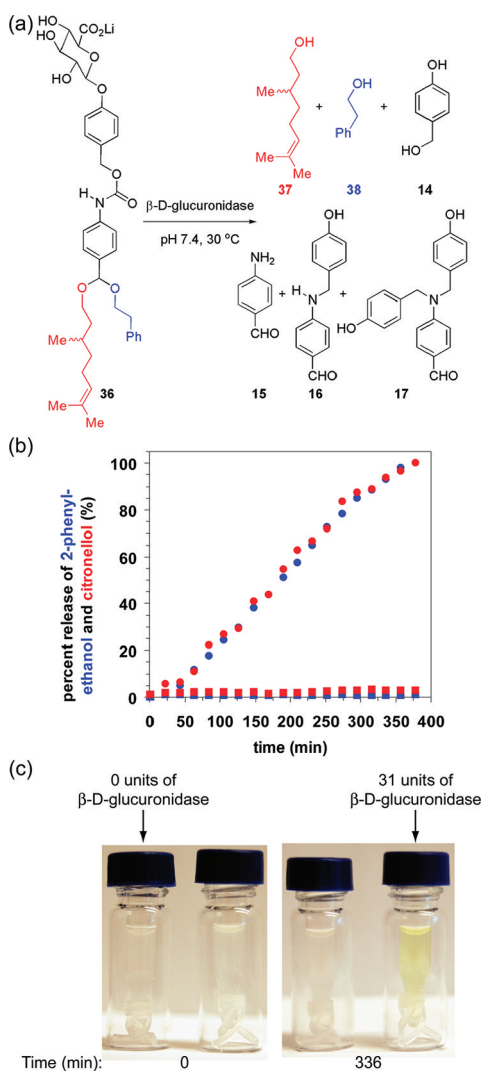 (a)
HO
CO₂Li
HO
O
HO
O
O
O
H
N
O
O
O
Me
Ph
Me
Me
36
β-D-glucuronidase
pH 7.4, 30 °C
OH
Me
Me
Me
37
+
OH
Ph
38
+
OH
HO
14
NH₂
CHO
15
+
OH
H
N
CHO
16
+
OH
N
HO
CHO
17
(b)
percent release of 2-phenyl-
ethanol and citronellol (%)
100
80
60
40
20
0
0 50 100 150 200 250 300 350 400
time (min)
(c)
0 units of
β-D-glucuronidase
31 units of
β-D-glucuronidase
Time (min): 0 336